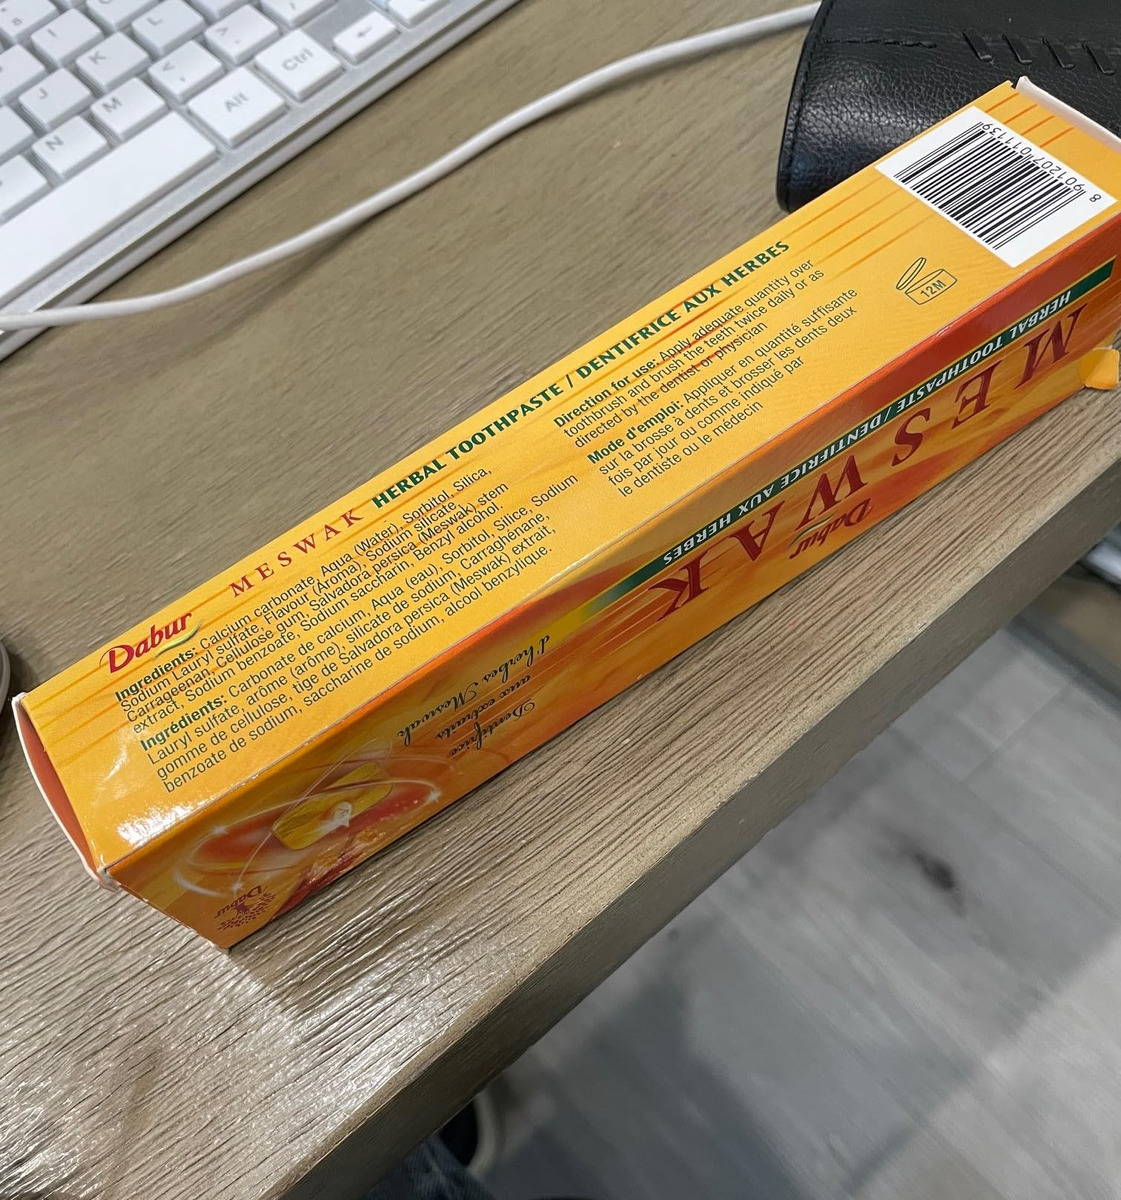 Dabur MESWAK HERBAL TOOTHPASTE / DENTIFRICE AUX HERBES
Ingredients: Calcium carbonate, Aqua (Water), Sorbitol, Silica,
Sodium Lauryl sulfate, Flavour (Aroma), Sodium silicate,
Carrageenan, Cellulose gum, Salvadora persica (Meswak) stem
extract, Sodium benzoate, Sodium saccharin, Benzyl alcohol.
Ingrédients: Carbonate de calcium, Aqua (eau), Sorbitol, Silice, Sodium
Lauryl sulfate, arôme (arôme), silicate de sodium, Carraghénane,
gomme de cellulose, tige de Salvadora persica (Meswak) extrait,
benzoate de sodium, saccharine de sodium, alcool benzylique.
Direction for use: Apply adequate quantity over
toothbrush and brush the teeth twice daily or as
directed by the dentist or physician
Mode d'emploi: Appliquer en quantité suffisante
sur la brosse à dents et brosser les dents deux
fois par jour ou comme indiqué par
le dentiste ou le médecin
12M
8 901207 011139
Dabur
MESWAK
HERBAL TOOTHPASTE / DENTIFRICE AUX HERBES
Dentifrice
aux extraits
d'herbes Meswak
Dabur
J
K
L
N
M
Alt
Ctrl